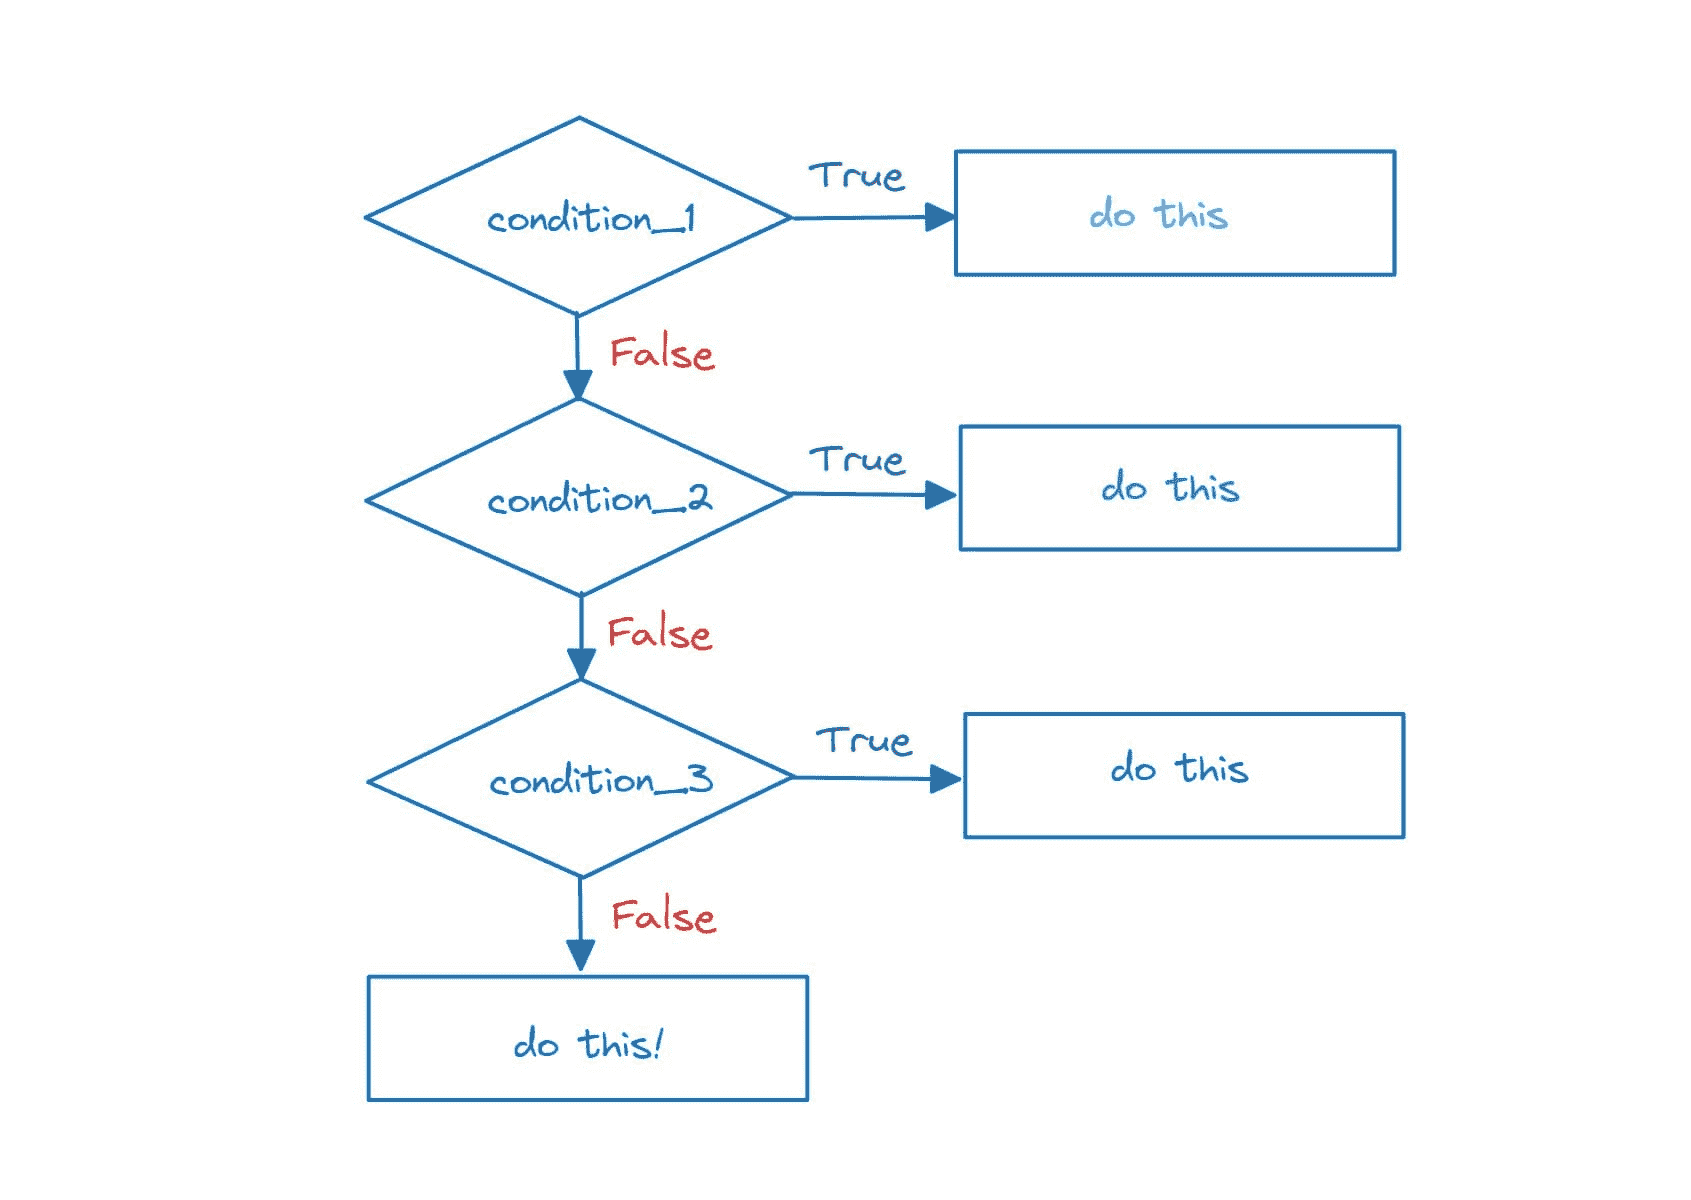 True
condition_1
do this
False
True
condition_2
do this
False
True
condition_3
do this
False
do this!